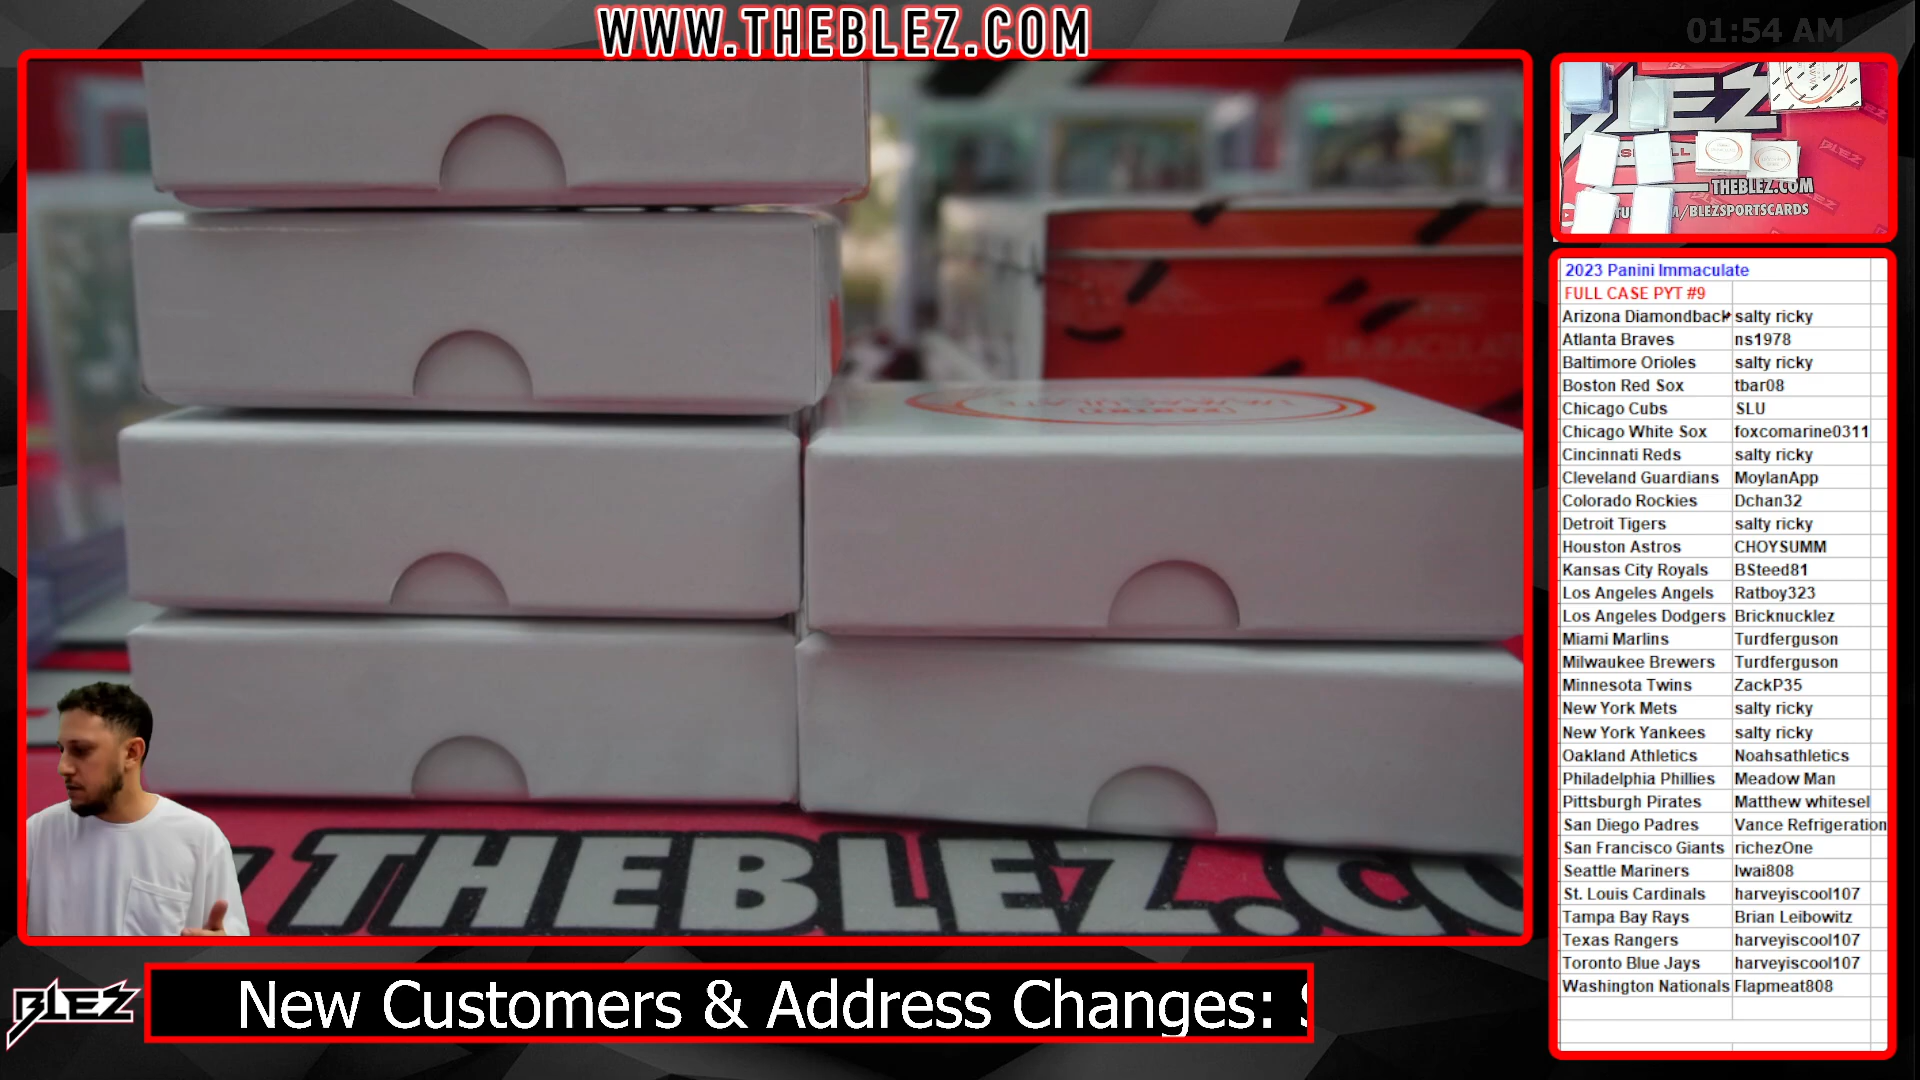 WWW.THEBLEZ.COM
01:54 AM
THEBLEZ.COM
/BLEZSPORTSCARDS
2023 Panini Immaculate
FULL CASE PYT #9
Arizona Diamondback salty ricky
Atlanta Braves ns1978
Baltimore Orioles salty ricky
Boston Red Sox tbar08
Chicago Cubs SLU
Chicago White Sox foxcomarine0311
Cincinnati Reds salty ricky
Cleveland Guardians MoylanApp
Colorado Rockies Dchan32
Detroit Tigers salty ricky
Houston Astros CHOYSUMM
Kansas City Royals BSteed81
Los Angeles Angels Ratboy323
Los Angeles Dodgers Bricknucklez
Miami Marlins Turdferguson
Milwaukee Brewers Turdferguson
Minnesota Twins ZackP35
New York Mets salty ricky
New York Yankees salty ricky
Oakland Athletics Noahsathletics
Philadelphia Phillies Meadow Man
Pittsburgh Pirates Matthew whitesel
San Diego Padres Vance Refrigeration
San Francisco Giants richezOne
Seattle Mariners lwai808
St. Louis Cardinals harveyiscool107
Tampa Bay Rays Brian Leibowitz
Texas Rangers harveyiscool107
Toronto Blue Jays harveyiscool107
Washington Nationals Flapmeat808
THEBLEZ.CO
BLEZ
New Customers & Address Changes: